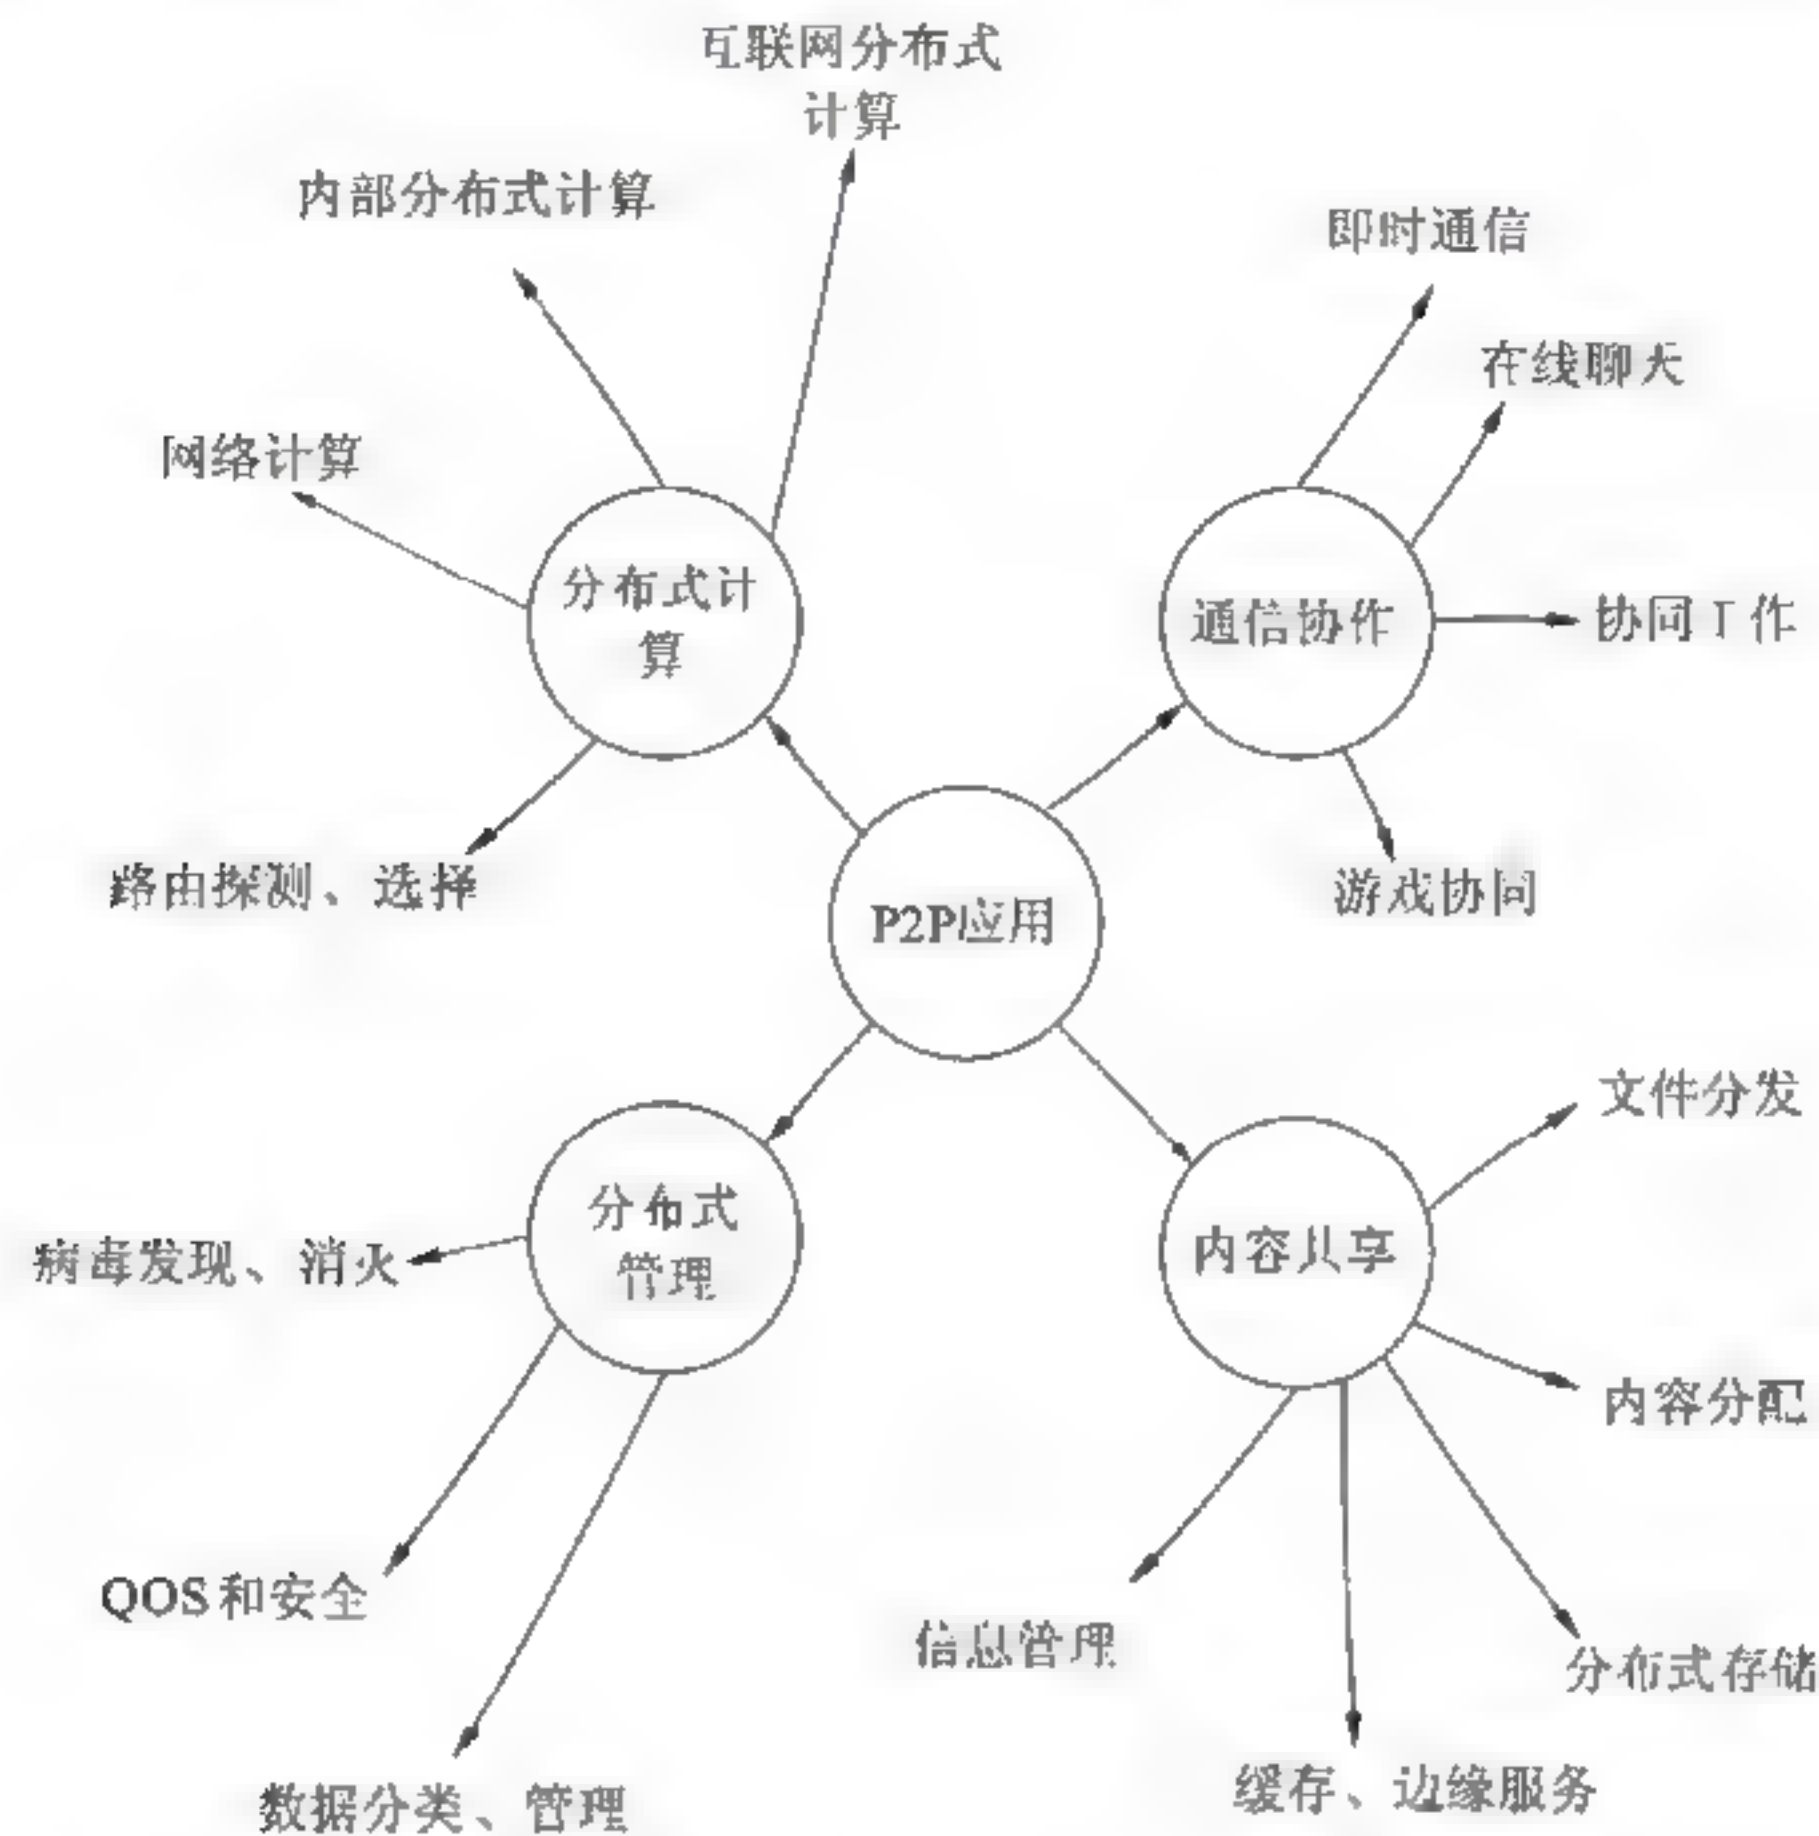 互联网分布式
计算
内部分布式计算
即时通信
在线聊天
网络计算
分布式计
算
通信协作
协同工作
路由探测、选择
游戏协同
P2P应用
文件分发
分布式
管理
病毒发现、消灭
内容共享
内容分配
QOS和安全
信息管理
分布式存储
缓存、边缘服务
数据分类、管理